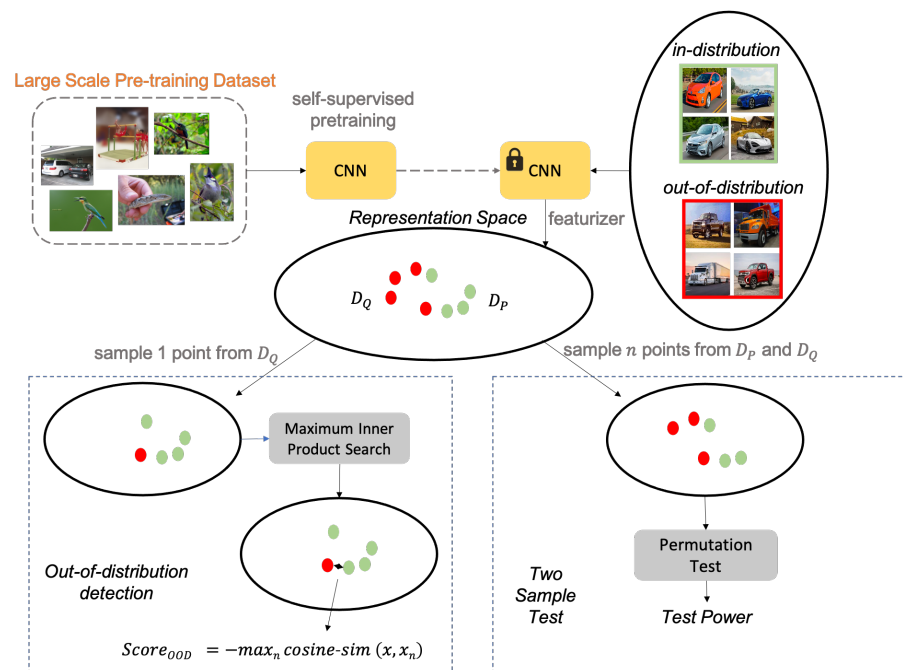 in-distribution
Large Scale Pre-training Dataset
self-supervised
pretraining
CNN
CNN
out-of-distribution
Representation Space
featurizer
D_Q
D_P
sample 1 point from D_Q
sample n points from D_P and D_Q
Maximum Inner
Product Search
Permutation
Test
Out-of-distribution
detection
Two
Sample
Test
Test Power
Score_{OOD} = −max_n cosine-sim (x, x_n)